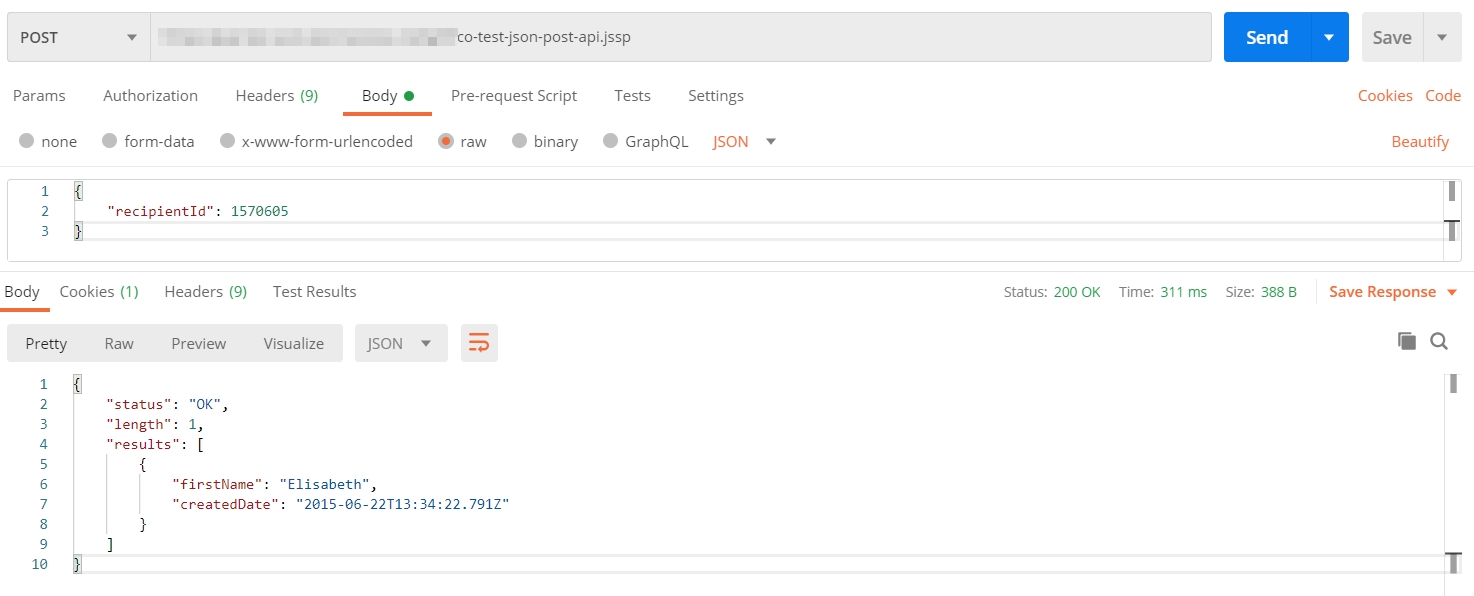 POST co-test-json-post-api.jssp Send Save
Params Authorization Headers (9) Body Pre-request Script Tests Settings Cookies Code
none form-data x-www-form-urlencoded raw binary GraphQL JSON Beautify
1 {
2 "recipientId": 1570605
3 }
Body Cookies (1) Headers (9) Test Results Status: 200 OK Time: 311 ms Size: 388 B Save Response
Pretty Raw Preview Visualize JSON
1 {
2 "status": "OK",
3 "length": 1,
4 "results": [
5 {
6 "firstName": "Elisabeth",
7 "createdDate": "2015-06-22T13:34:22.791Z"
8 }
9 ]
10 }